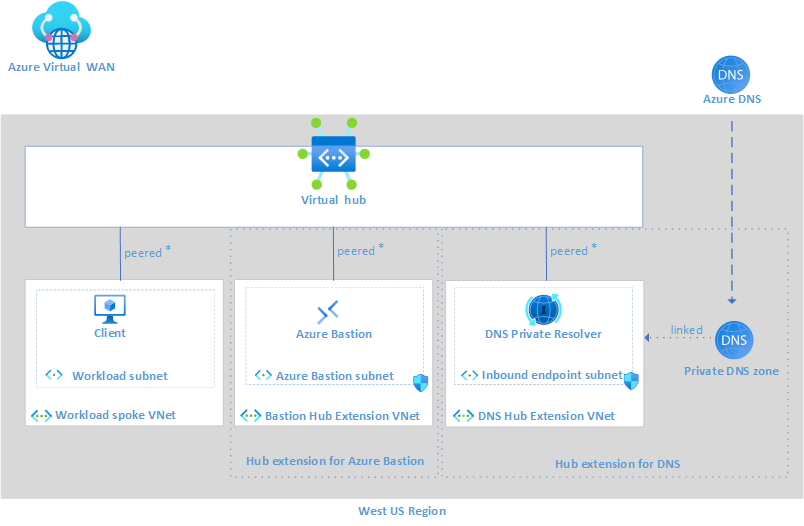 Azure Virtual WAN
DNS
Azure DNS
Virtual hub
peered *
peered *
peered *
Client
Workload subnet
Workload spoke VNet
Azure Bastion
Azure Bastion subnet
Bastion Hub Extension VNet
Hub extension for Azure Bastion
DNS Private Resolver
Inbound endpoint subnet
DNS Hub Extension VNet
linked
DNS
Private DNS zone
Hub extension for DNS
West US Region